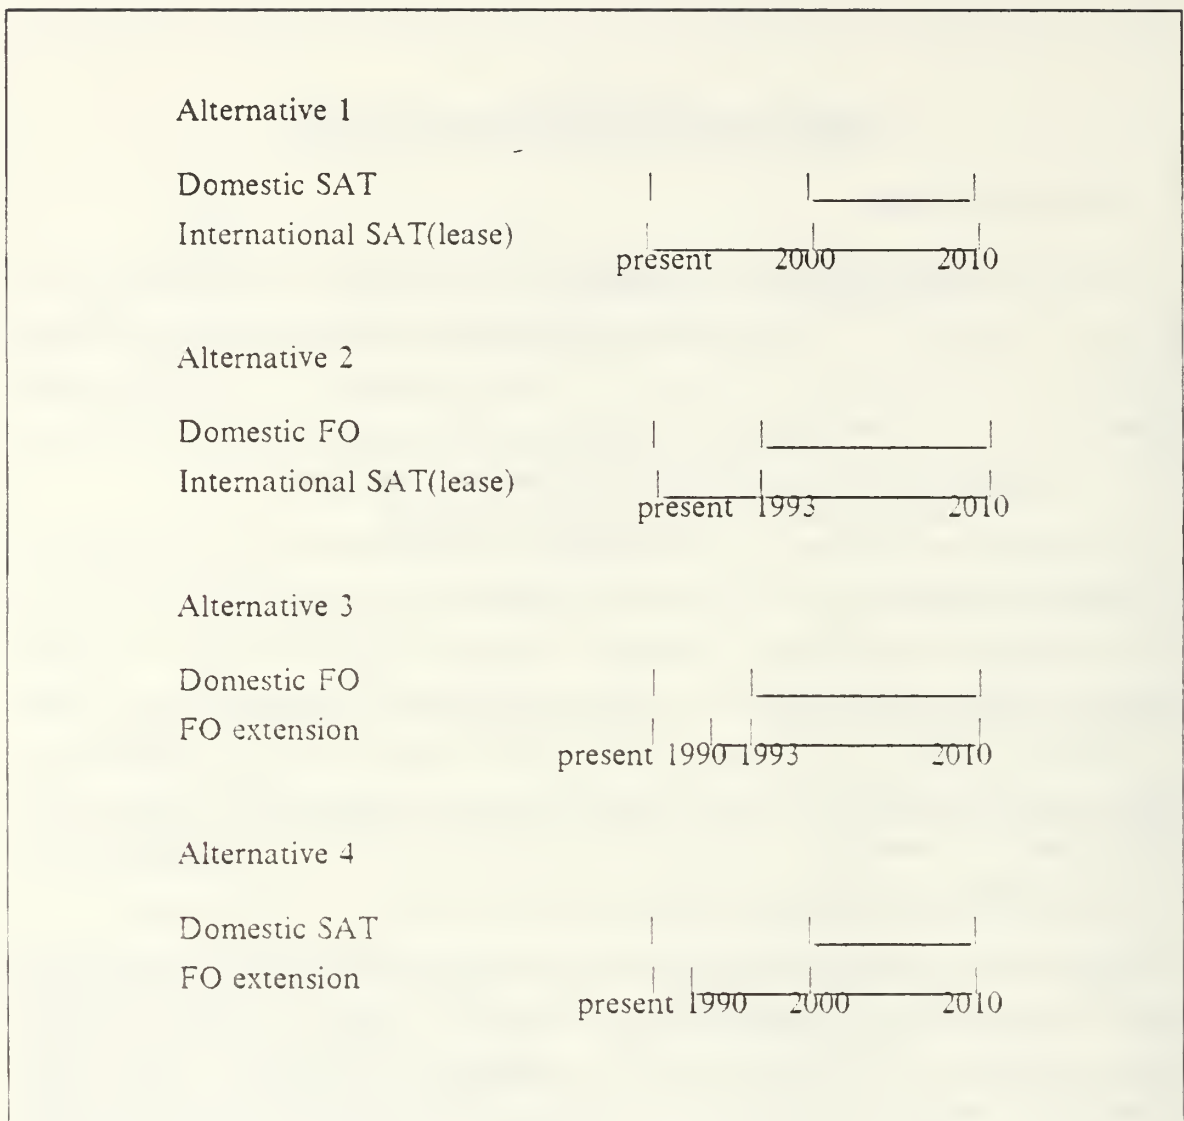 Alternative 1
Domestic SAT
International SAT(lease)
present 2000 2010
Alternative 2
Domestic FO
International SAT(lease)
present 1993 2010
Alternative 3
Domestic FO
FO extension
present 1990 1993 2010
Alternative 4
Domestic SAT
FO extension
present 1990 2000 2010